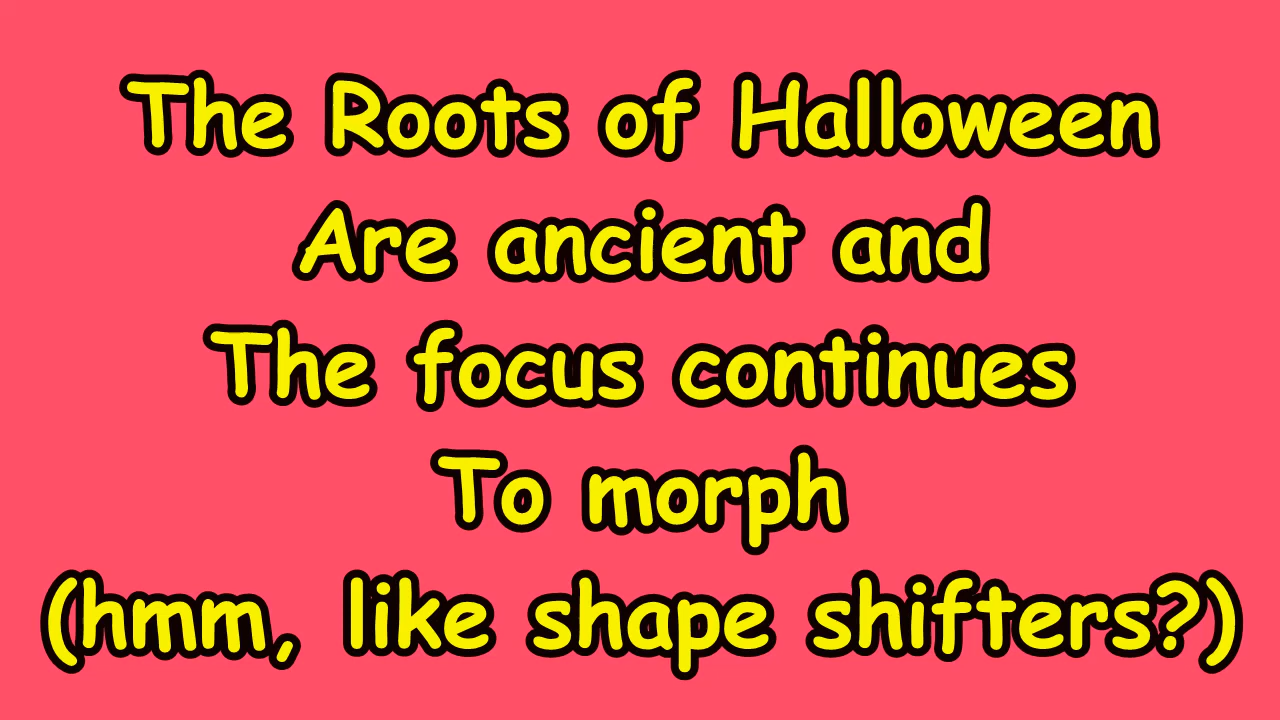 The Roots of Halloween
Are ancient and
The focus continues
To morph
(hmm, like shape shifters?)